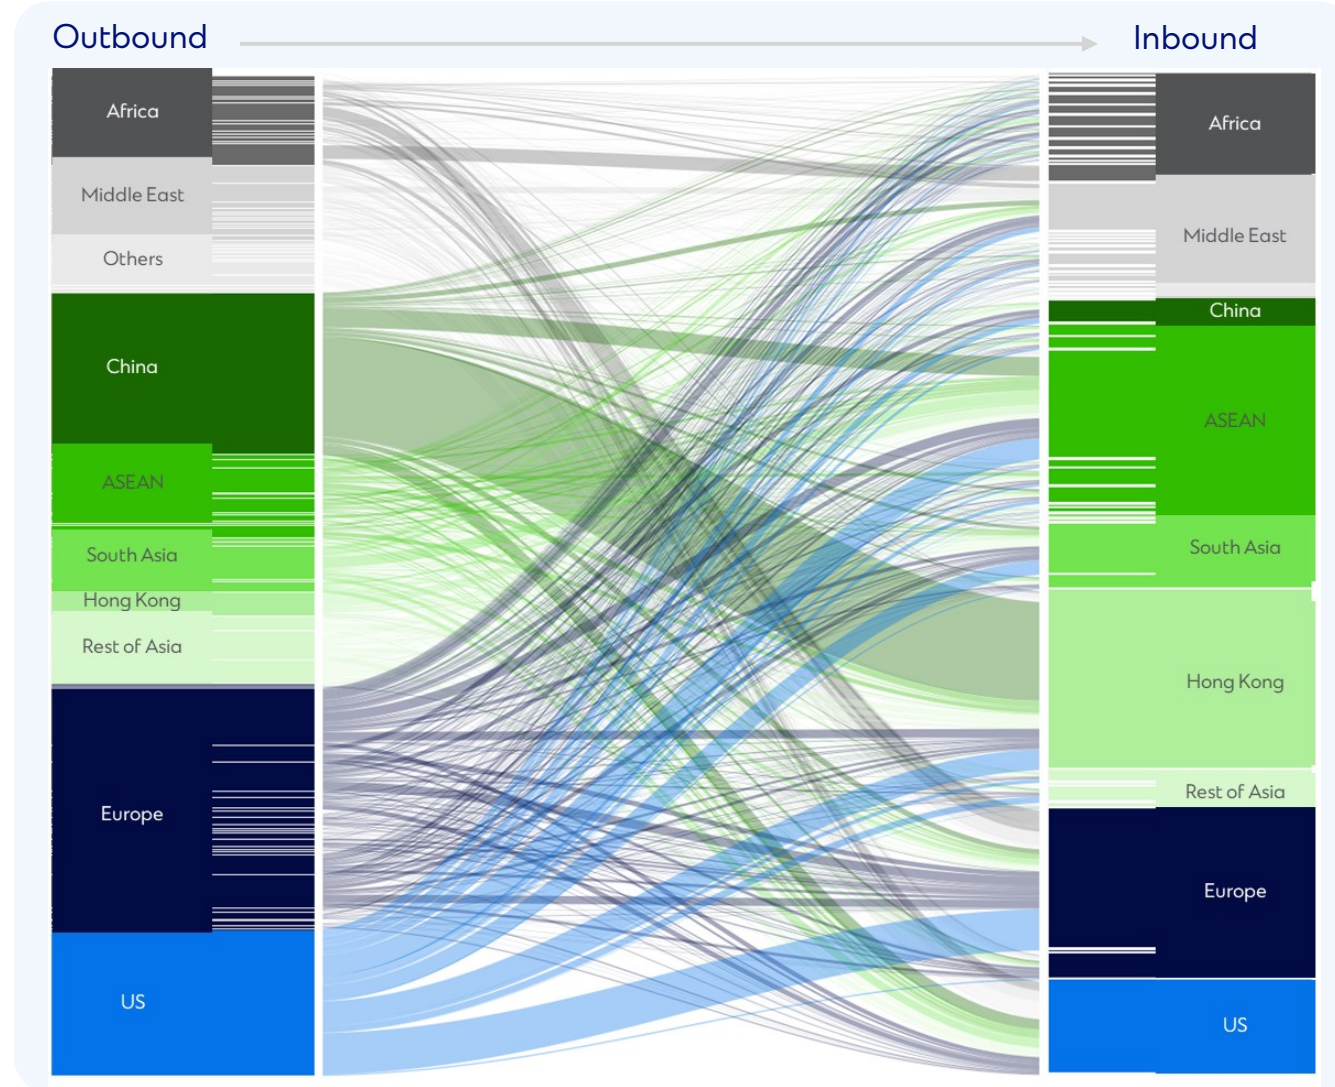 Outbound
Inbound
Africa
Middle East
Others
China
ASEAN
South Asia
Hong Kong
Rest of Asia
Europe
US
Africa
Middle East
China
ASEAN
South Asia
Hong Kong
Rest of Asia
Europe
US